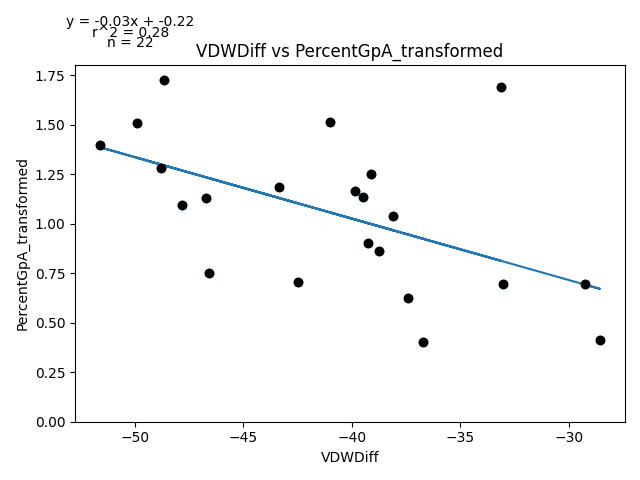 y = -0.03x + -0.22
r^2 = 0.28
n = 22
VDWDiff vs PercentGpA_transformed
1.75
1.50
1.25
1.00
0.75
0.50
0.25
0.00
PercentGpA_transformed
−50 −45 −40 −35 −30
VDWDiff